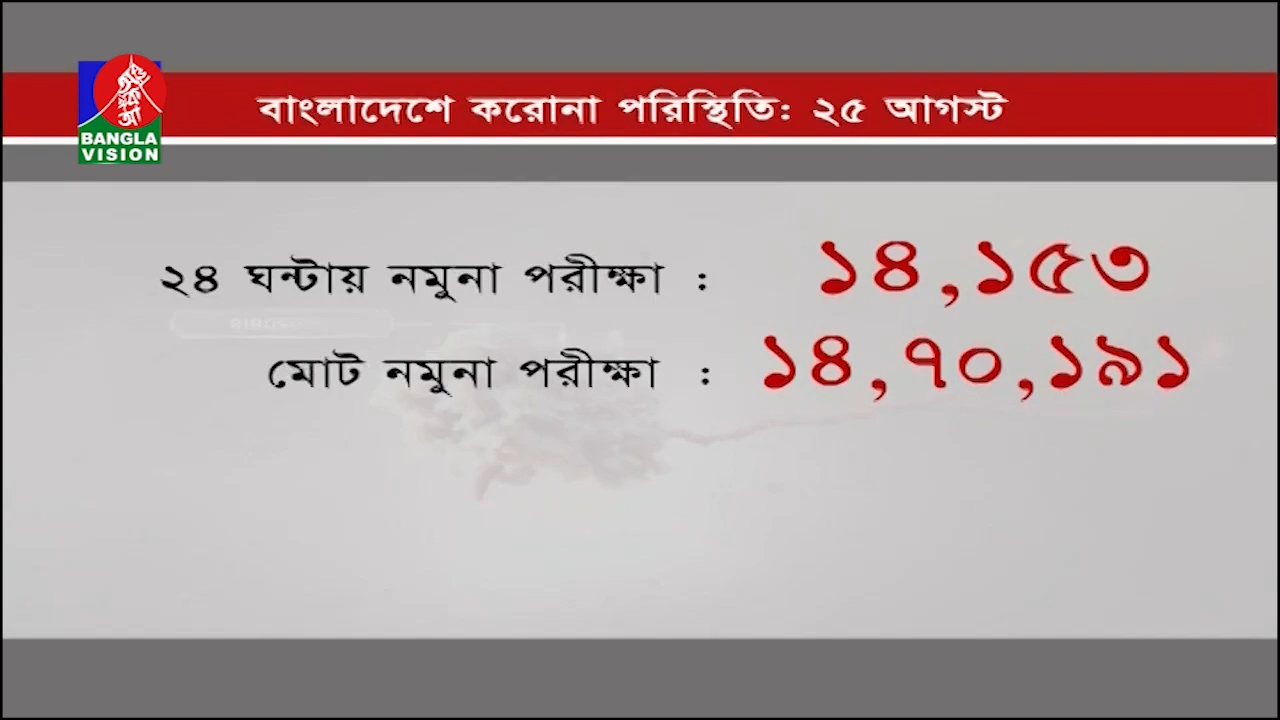 বাংলাদেশে করোনা পরিস্থিতি: ২৫ আগস্ট
BANGLA
VISION
২৪ ঘন্টায় নমুনা পরীক্ষা : ১৪,১৫৩
মোট নমুনা পরীক্ষা : ১৪,৭০,১৯১